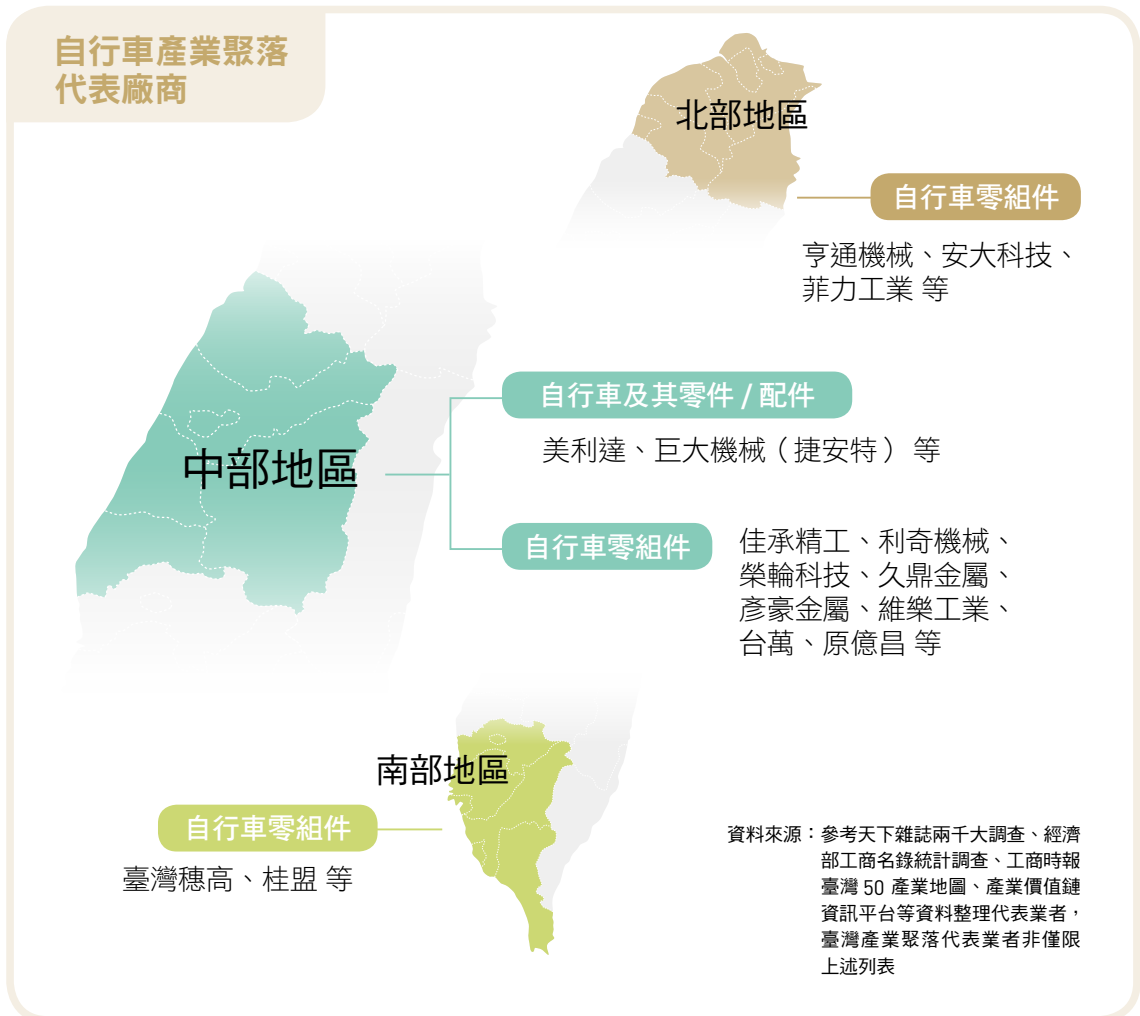 自行車產業聚落
代表廠商
北部地區
自行車零組件
亨通機械、安大科技、
菲力工業 等
中部地區
自行車及其零件 / 配件
美利達、巨大機械（捷安特） 等
自行車零組件
佳承精工、利奇機械、
榮輪科技、久鼎金屬、
彥豪金屬、維樂工業、
台萬、原億昌 等
南部地區
自行車零組件
臺灣穗高、桂盟 等
資料來源：參考天下雜誌兩千大調查、經濟
部工商名錄統計調查、工商時報
臺灣 50 產業地圖、產業價值鏈
資訊平台等資料整理代表業者，
臺灣產業聚落代表業者非僅限
上述列表